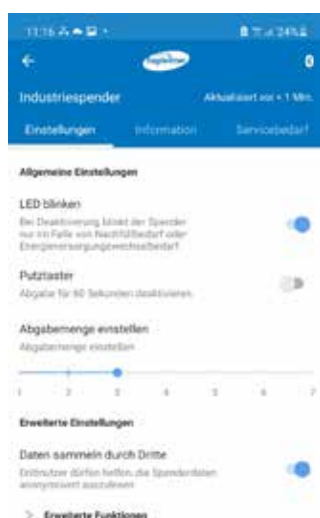 11:16
24%
Industriespender
Aktualisiert vor < 1 Min.
Einstellungen
Information
Servicebedarf
Allgemeine Einstellungen
LED blinken
Bei Deaktivierung blinkt der Spender
nur im Falle von Nachfüllbedarf oder
Energieversorgungswechselbedarf
Putztaster
Abgabe für 60 Sekunden deaktivieren
Abgabemenge einstellen
Abgabemenge einstellen
1 2 3 4 5 6 7
Erweiterte Einstellungen
Daten sammeln durch Dritte
Drittnutzer dürfen helfen, die Spenderdaten
anonymisiert auszulesen
> Erweiterte Funktionen